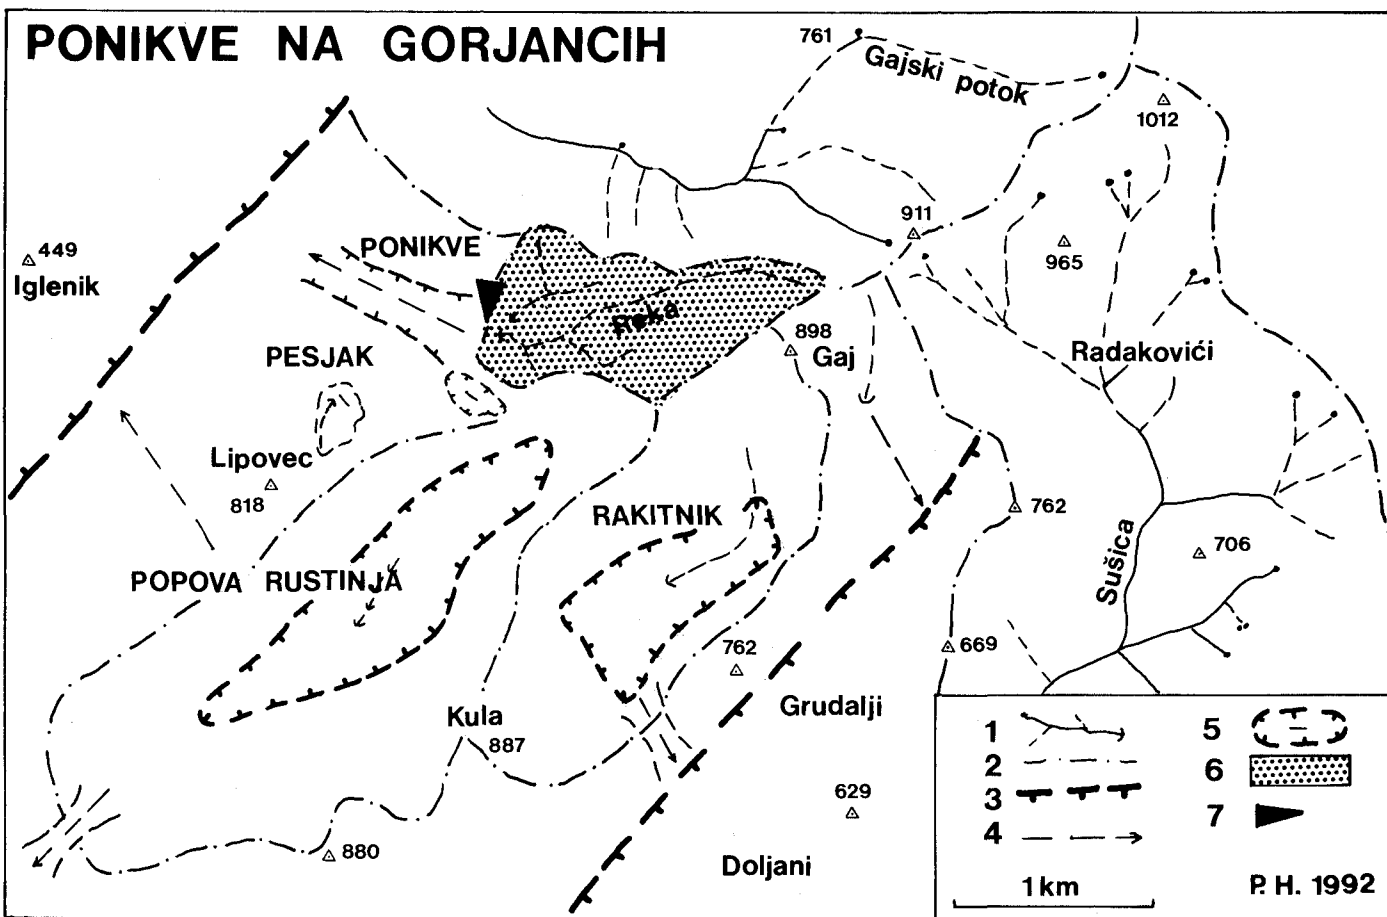 PONIKVE NA GORJANCIH
761
Gajski potok
1012
911
449
Iglenik
PONIKVE
965
Reka
898
Gaj
PESJAK
Radakovići
Lipovec
818
RAKITNIK
762
706
POPOVA RUSTINJA
Sušica
762
669
Kula
887
Grudalji
629
880
Doljani
1
2
3
4
5
6
7
1 km
P. H. 1992